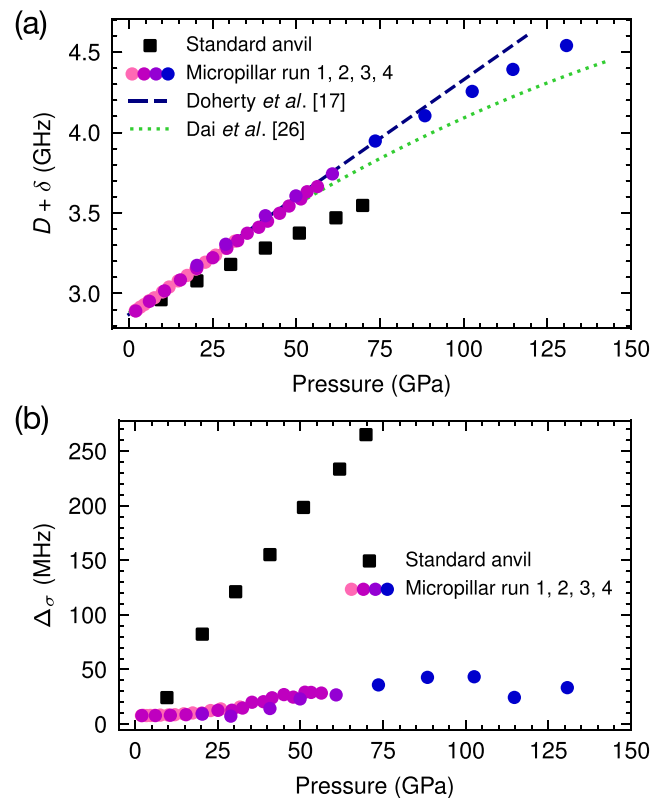 (a)
4.5
4.0
3.5
3.0
D + δ (GHz)
Standard anvil
Micropillar run 1, 2, 3, 4
Doherty et al. [17]
Dai et al. [26]
0 25 50 75 100 125 150
Pressure (GPa)
(b)
250
200
150
100
50
0
Δσ (MHz)
Standard anvil
Micropillar run 1, 2, 3, 4
0 25 50 75 100 125 150
Pressure (GPa)